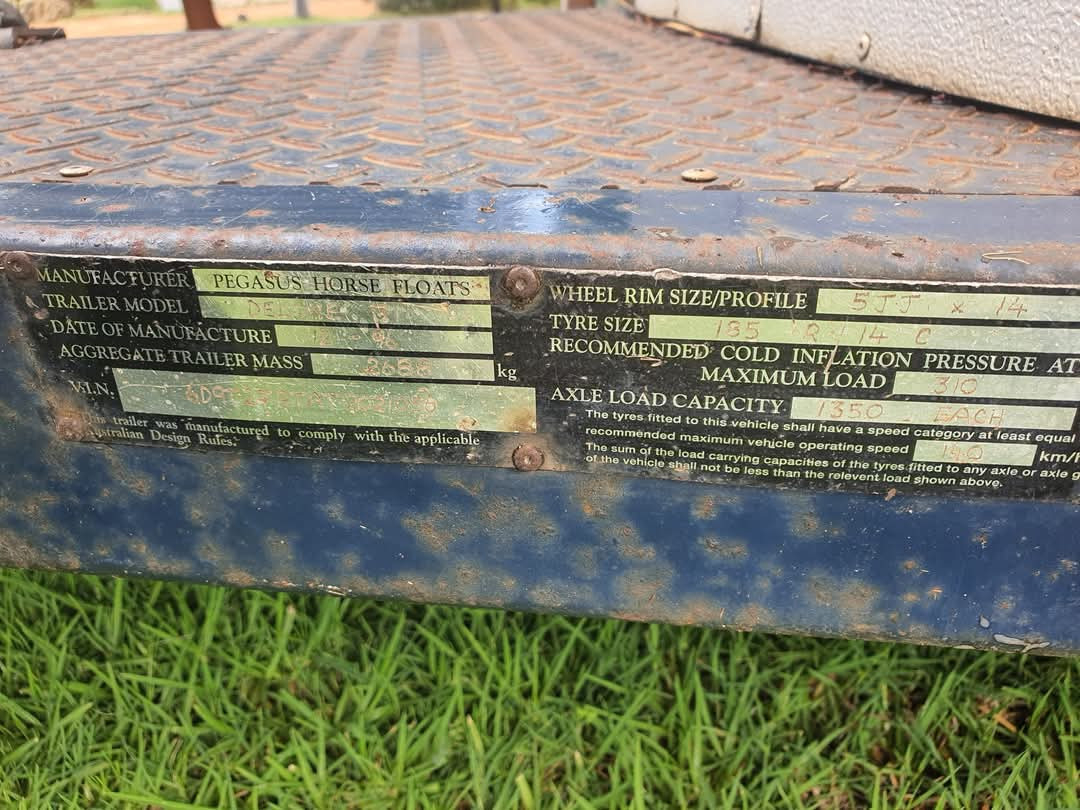 MANUFACTURER PEGASUS HORSE FLOATS
TRAILER MODEL
DATE OF MANUFACTURE
AGGREGATE TRAILER MASS kg
V.I.N.
This trailer was manufactured to comply with the applicable
Australian Design Rules.
WHEEL RIM SIZE/PROFILE 5JJ x 14
TYRE SIZE 185 R 14 C
RECOMMENDED COLD INFLATION PRESSURE AT
MAXIMUM LOAD 310
AXLE LOAD CAPACITY 1350 EACH
The tyres fitted to this vehicle shall have a speed category at least equal
recommended maximum vehicle operating speed 140 km/h
The sum of the load carrying capacities of the tyres fitted to any axle or axle g
of the vehicle shall not be less than the relevent load shown above.